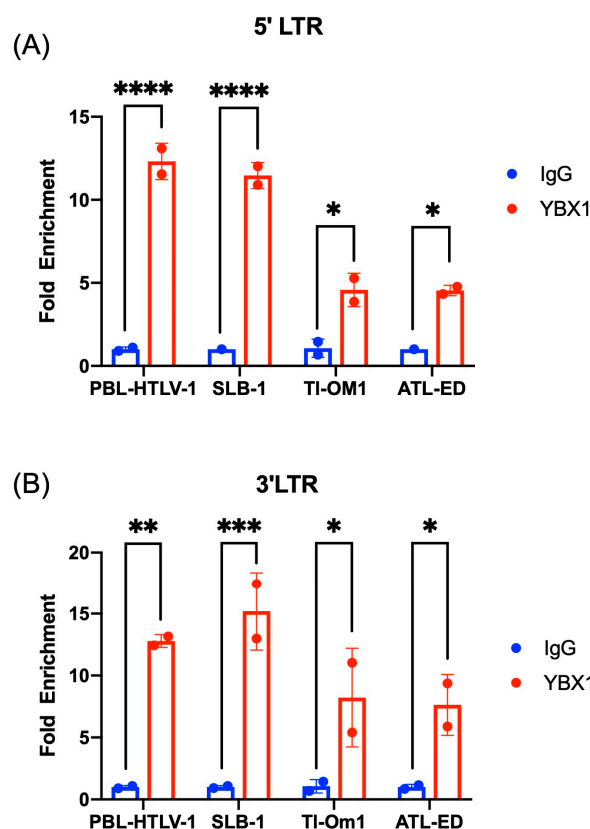 5' LTR
(A)
**** ****
15
* *
IgG
10
YBX1
Fold Enrichment
5
0
PBL-HTLV-1 SLB-1 TI-OM1 ATL-ED
(B)
3'LTR
** *** * *
20
15
IgG
10
YBX1
Fold Enrichment
5
0
PBL-HTLV-1 SLB-1 TI-Om1 ATL-ED